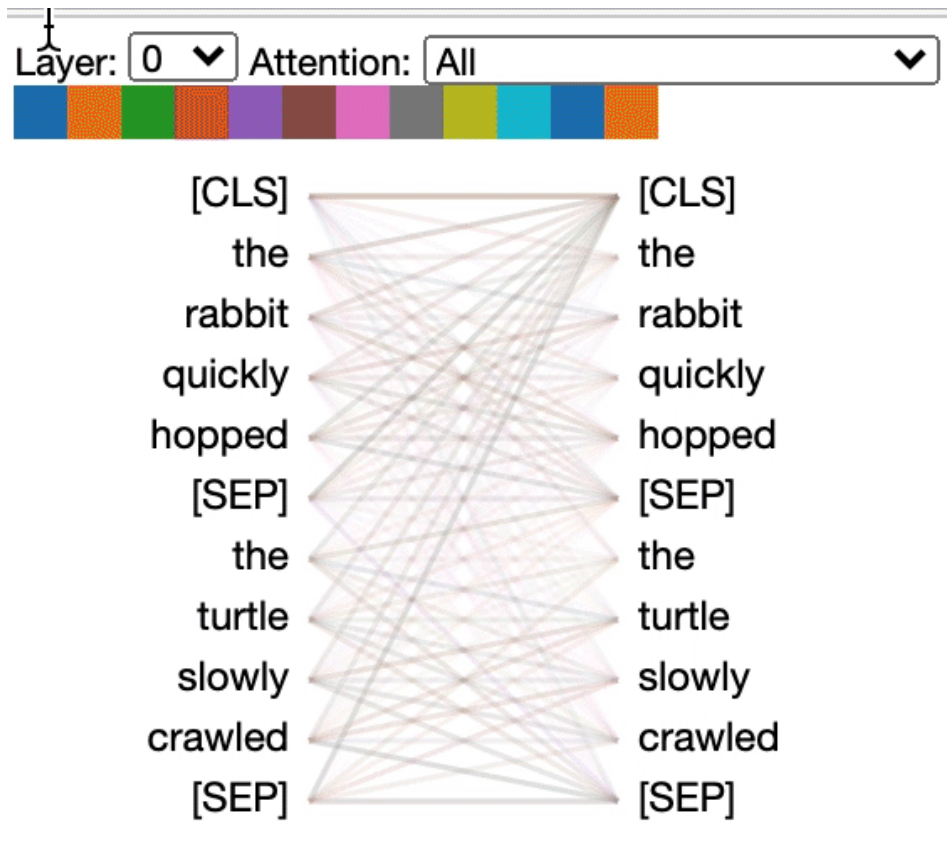 Layer: 0 Attention: All
[CLS] [CLS]
the the
rabbit rabbit
quickly quickly
hopped hopped
[SEP] [SEP]
the the
turtle turtle
slowly slowly
crawled crawled
[SEP] [SEP]